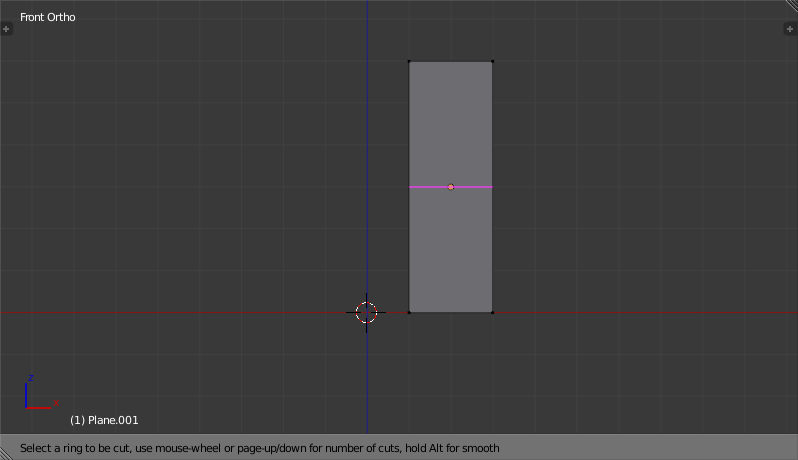 Front Ortho
z
x
(1) Plane.001
Select a ring to be cut, use mouse-wheel or page-up/down for number of cuts, hold Alt for smooth